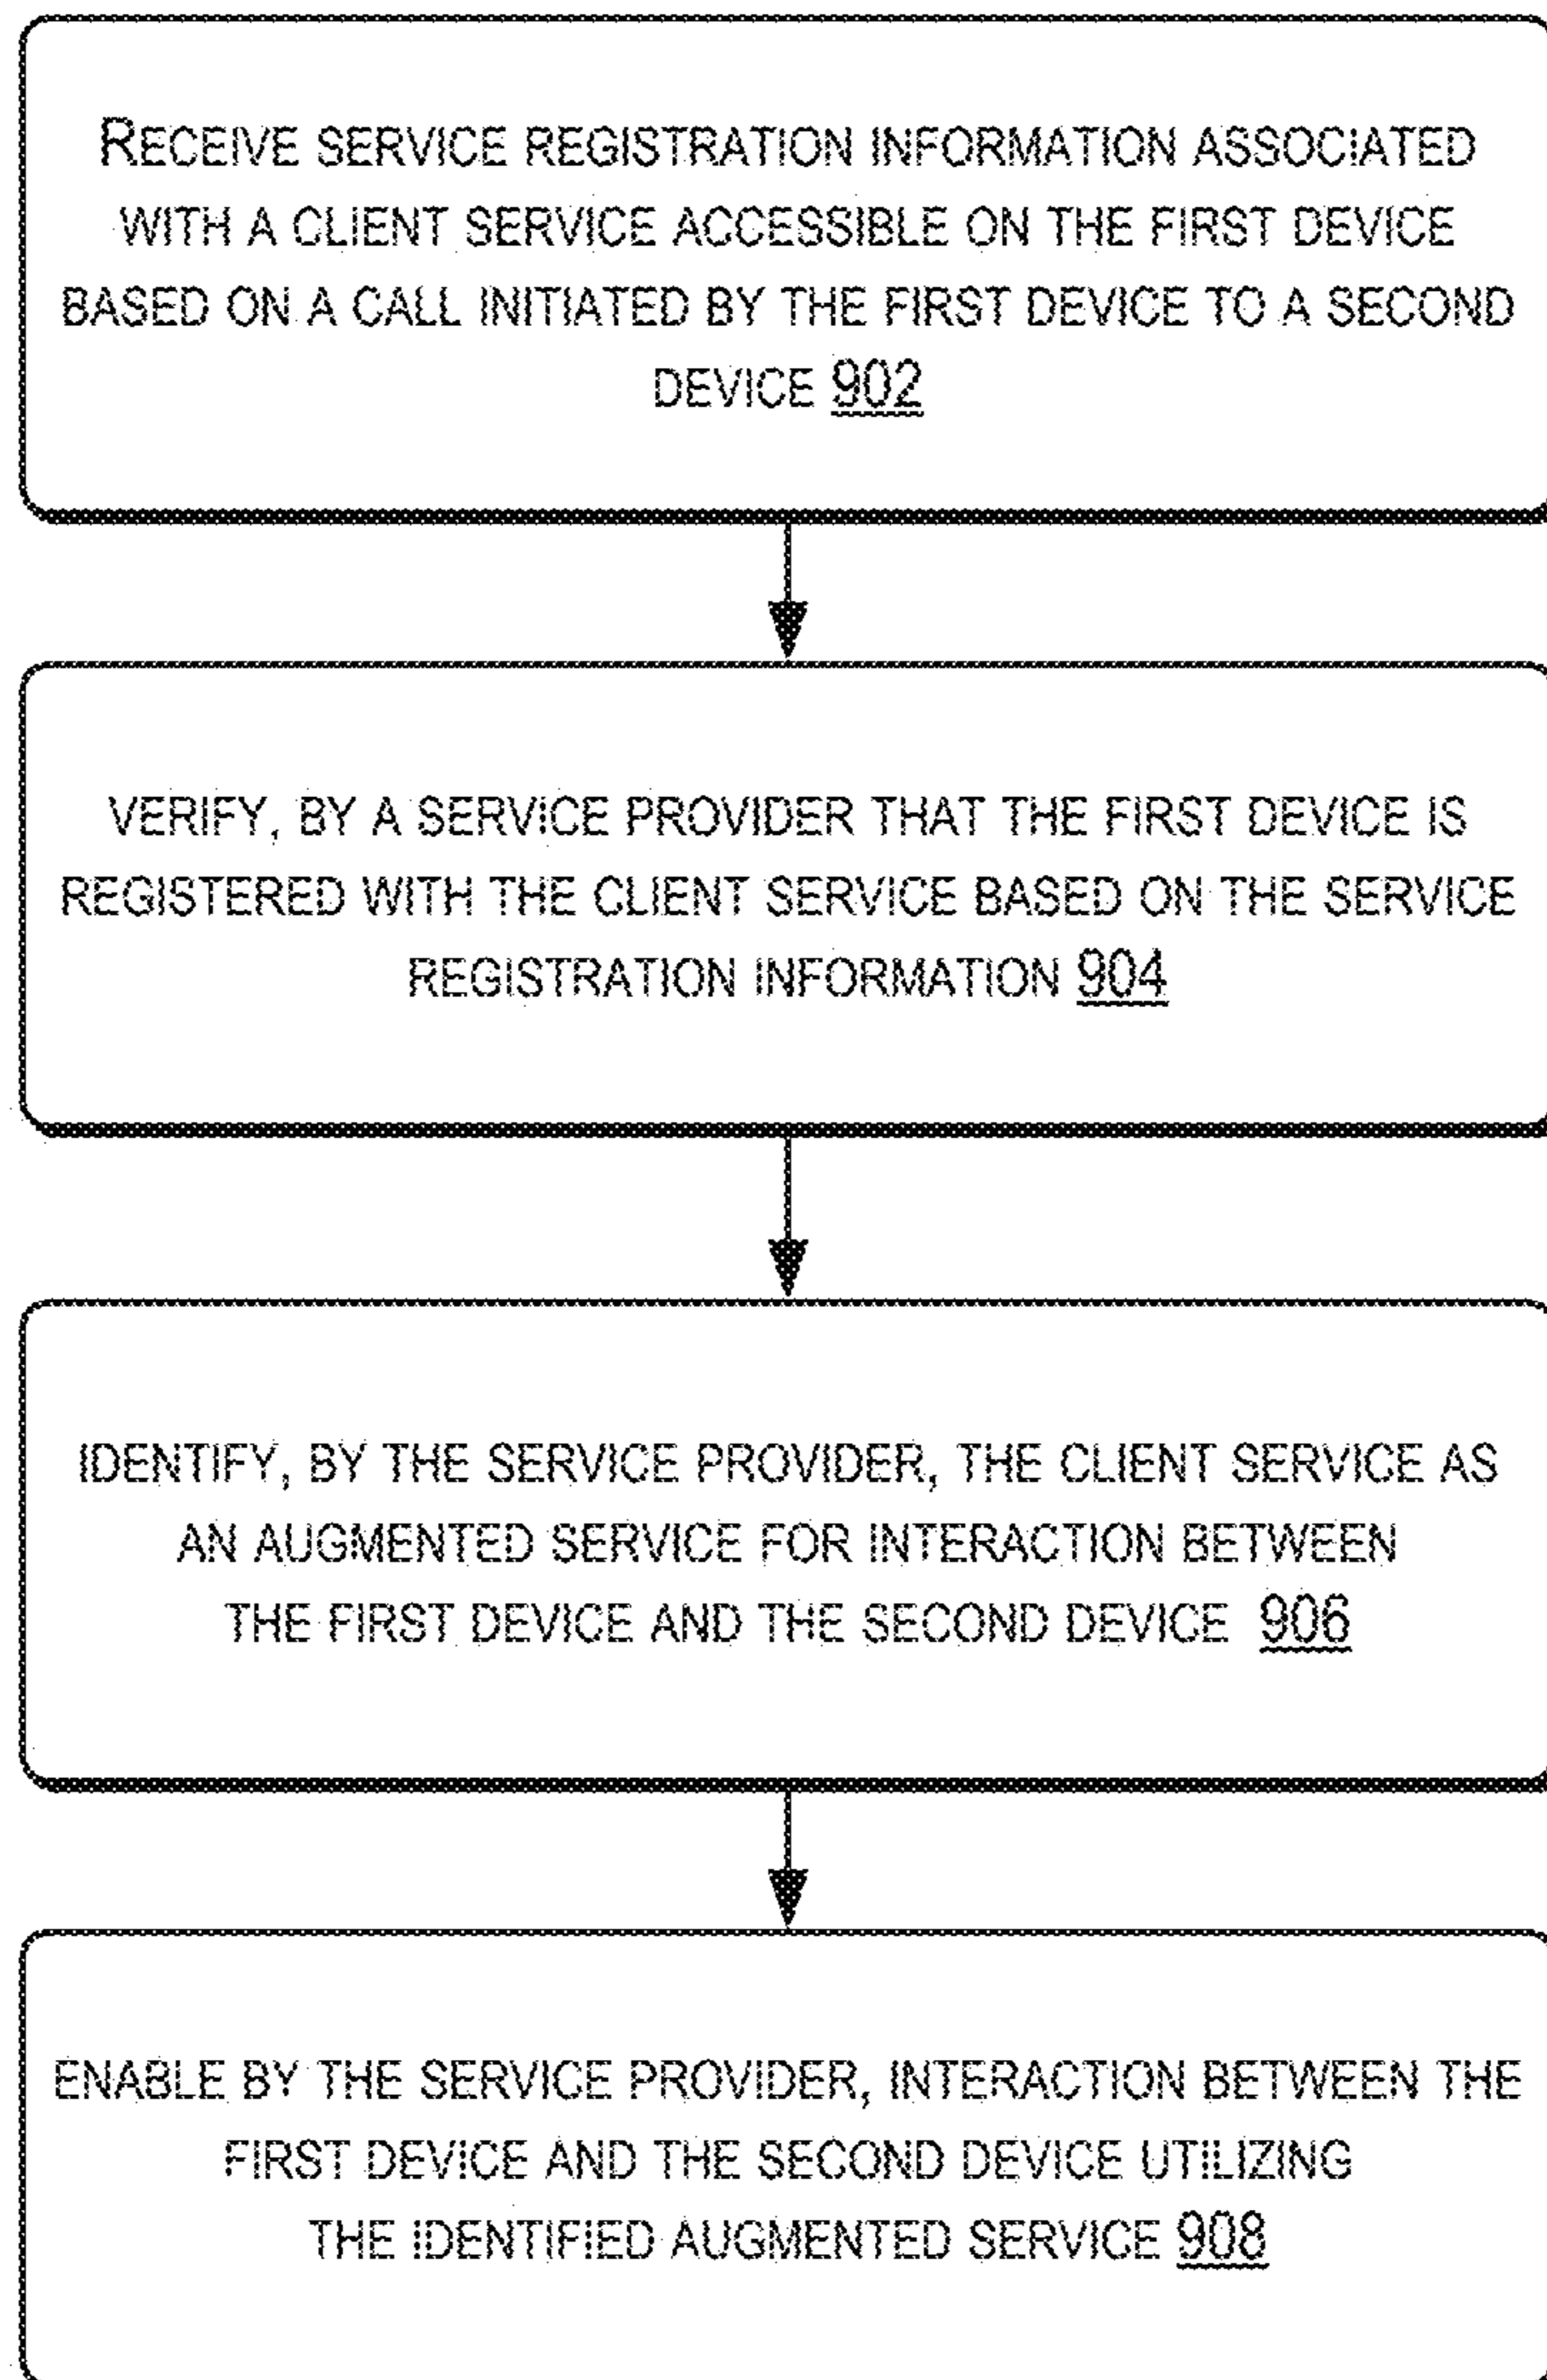 RECEIVE SERVICE REGISTRATION INFORMATION ASSOCIATED
WITH A CLIENT SERVICE ACCESSIBLE ON THE FIRST DEVICE
BASED ON A CALL INITIATED BY THE FIRST DEVICE TO A SECOND
DEVICE 902
VERIFY, BY A SERVICE PROVIDER THAT THE FIRST DEVICE IS
REGISTERED WITH THE CLIENT SERVICE BASED ON THE SERVICE
REGISTRATION INFORMATION 904
IDENTIFY, BY THE SERVICE PROVIDER, THE CLIENT SERVICE AS
AN AUGMENTED SERVICE FOR INTERACTION BETWEEN
THE FIRST DEVICE AND THE SECOND DEVICE 906
ENABLE BY THE SERVICE PROVIDER, INTERACTION BETWEEN THE
FIRST DEVICE AND THE SECOND DEVICE UTILIZING
THE IDENTIFIED AUGMENTED SERVICE 908